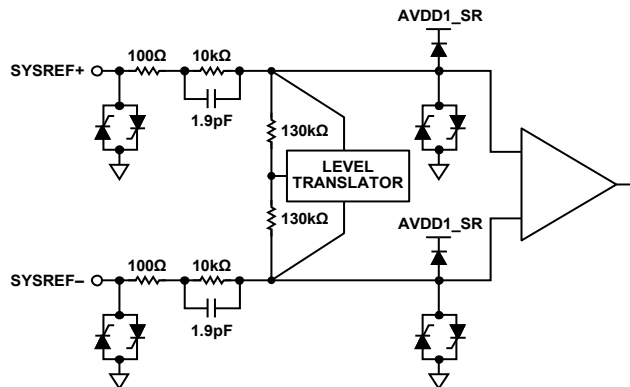 AVDD1_SR
100Ω
10kΩ
SYSREF+
1.9pF
130kΩ
LEVEL
TRANSLATOR
130kΩ
AVDD1_SR
100Ω
10kΩ
SYSREF–
1.9pF